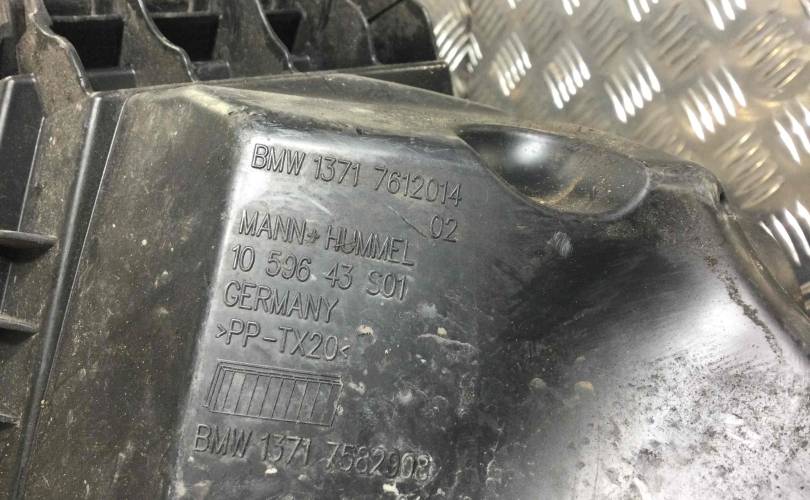 BMW 1371 7612014
02
MANN+HUMMEL
10 596 43 S01
GERMANY
>PP-TX20<
BMW 1371 7582908